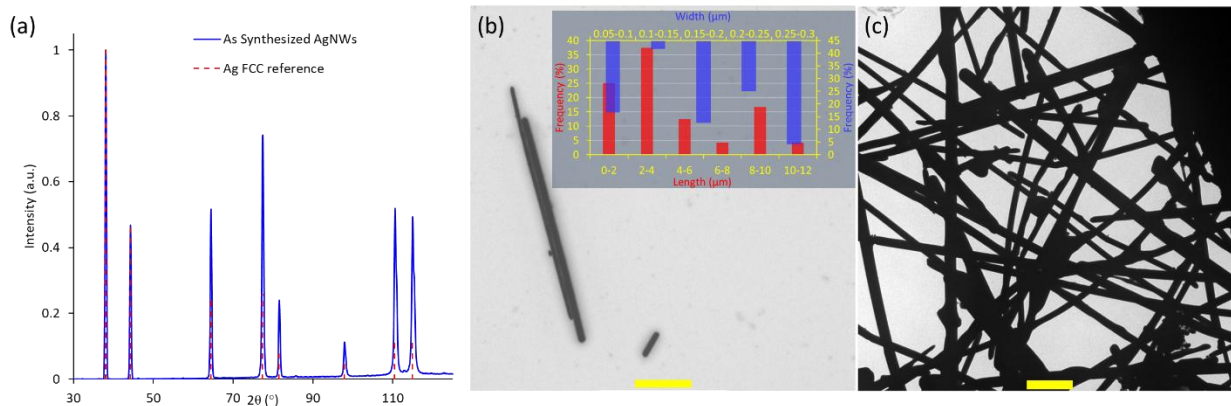 (a)
As Synthesized AgNWs
Ag FCC reference
Intensity (a.u.)
1
0.8
0.6
0.4
0.2
0
30 50 70 90 110
2θ (°)
(b)
Width (µm)
0.05-0.1 0.1-0.15 0.15-0.2 0.2-0.25 0.25-0.3
Frequency (%)
40
35
30
25
20
15
10
5
0
45
40
35
30
25
20
15
10
5
0
Frequency (%)
0-2 2-4 4-6 6-8 8-10 10-12
Length (µm)
(c)